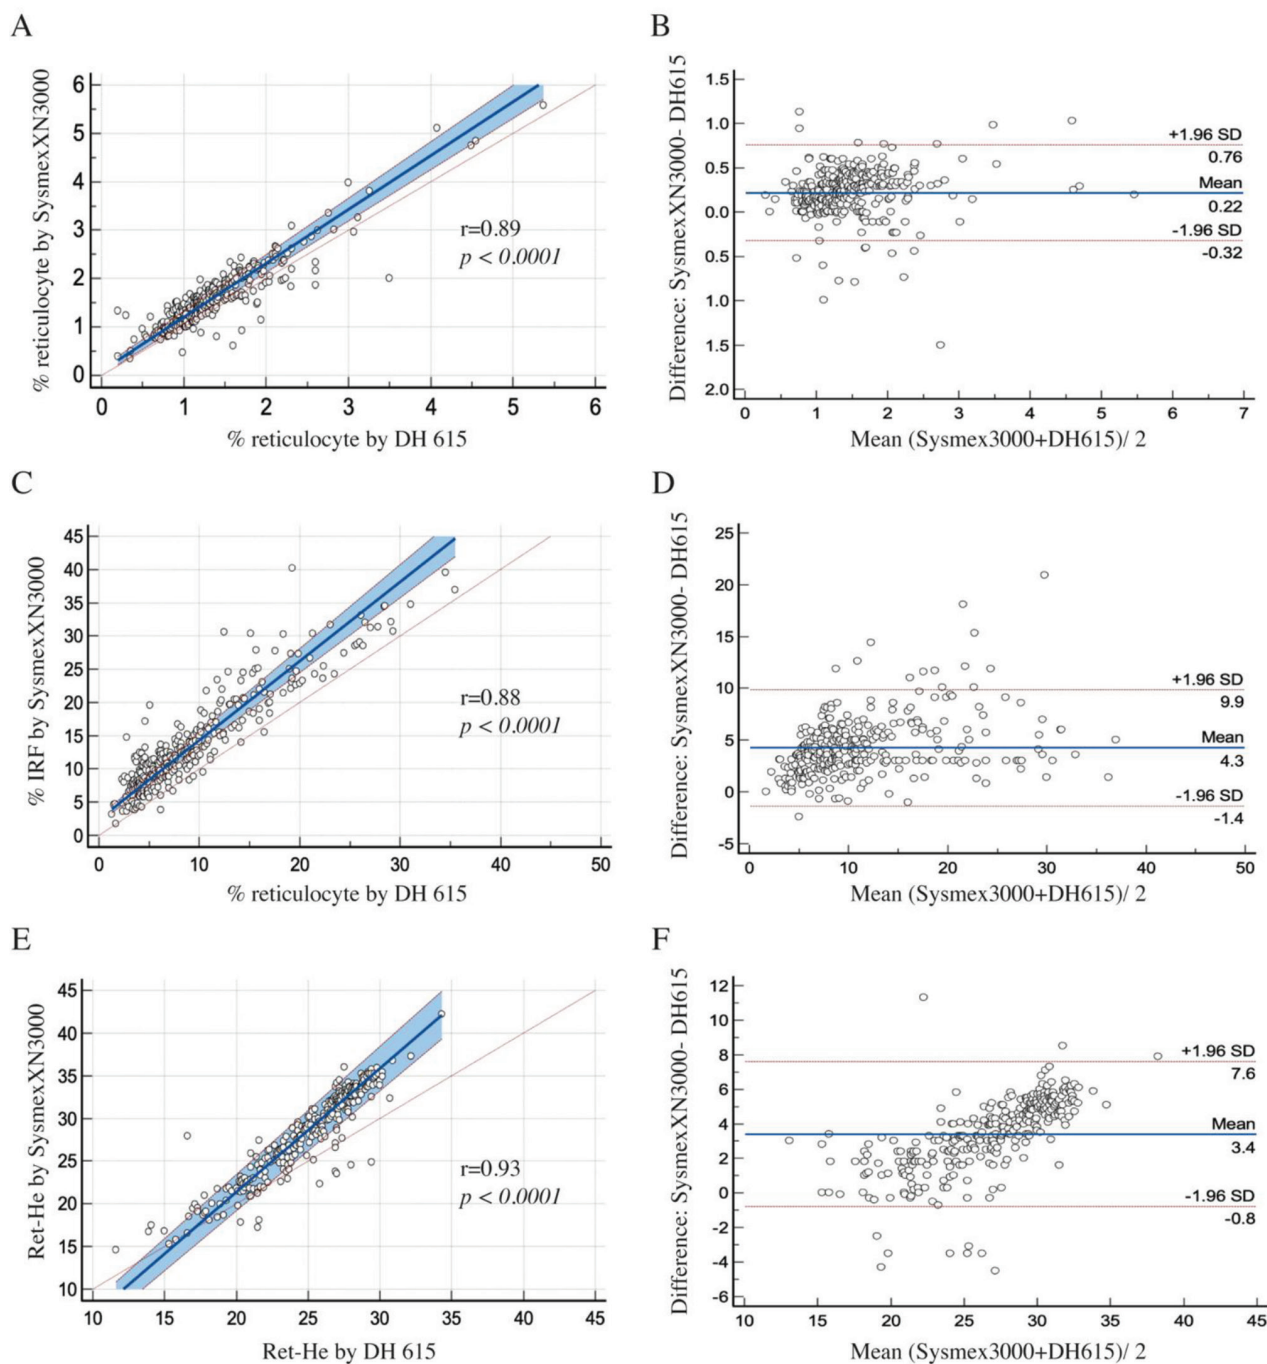 A
% reticulocyte by SysmexXN3000
6
5
4
3
2
1
0
r=0.89
p < 0.0001
0 1 2 3 4 5 6
% reticulocyte by DH 615
B
Difference: SysmexXN3000- DH615
1.5
1.0
0.5
0.0
0.5
1.0
1.5
2.0
+1.96 SD
0.76
Mean
0.22
-1.96 SD
-0.32
0 1 2 3 4 5 6 7
Mean (Sysmex3000+DH615)/ 2
C
% IRF by SysmexXN3000
45
40
35
30
25
20
15
10
5
0
r=0.88
p < 0.0001
0 10 20 30 40 50
% reticulocyte by DH 615
D
Difference: SysmexXN3000- DH615
25
20
15
10
5
0
-5
+1.96 SD
9.9
Mean
4.3
-1.96 SD
-1.4
0 10 20 30 40 50
Mean (Sysmex3000+DH615)/ 2
E
Ret-He by SysmexXN3000
45
40
35
30
25
20
15
10
r=0.93
p < 0.0001
10 15 20 25 30 35 40 45
Ret-He by DH 615
F
Difference: SysmexXN3000- DH615
12
10
8
6
4
2
0
-2
-4
-6
+1.96 SD
7.6
Mean
3.4
-1.96 SD
-0.8
10 15 20 25 30 35 40 45
Mean (Sysmex3000+DH615)/ 2